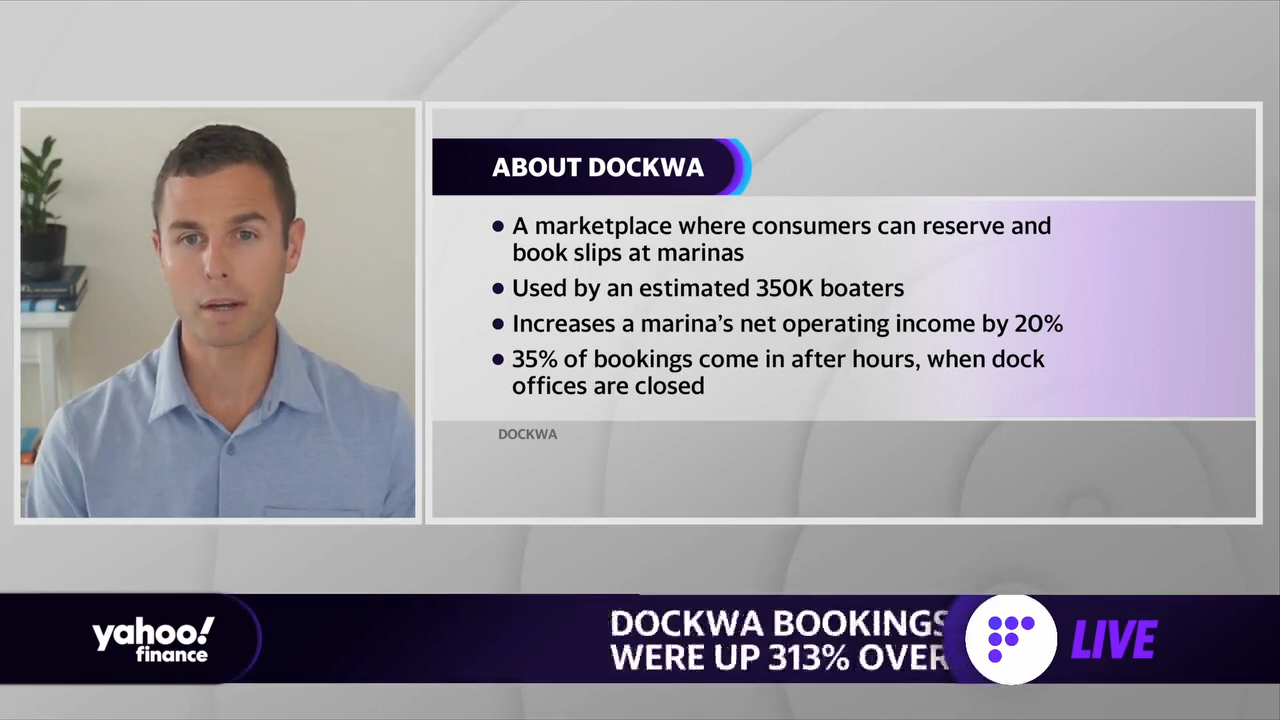 ABOUT DOCKWA
• A marketplace where consumers can reserve and
book slips at marinas
• Used by an estimated 350K boaters
• Increases a marina's net operating income by 20%
• 35% of bookings come in after hours, when dock
offices are closed
DOCKWA
yahoo!
finance
DOCKWA BOOKINGS
WERE UP 313% OVER
LIVE